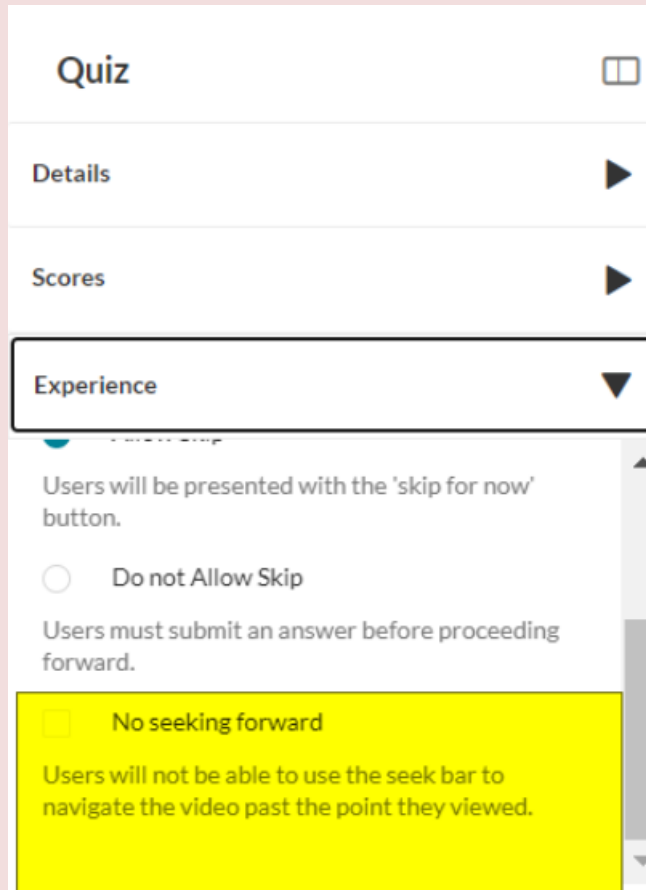 Quiz
Details
Scores
Experience
Users will be presented with the 'skip for now'
button.
Do not Allow Skip
Users must submit an answer before proceeding
forward.
No seeking forward
Users will not be able to use the seek bar to
navigate the video past the point they viewed.